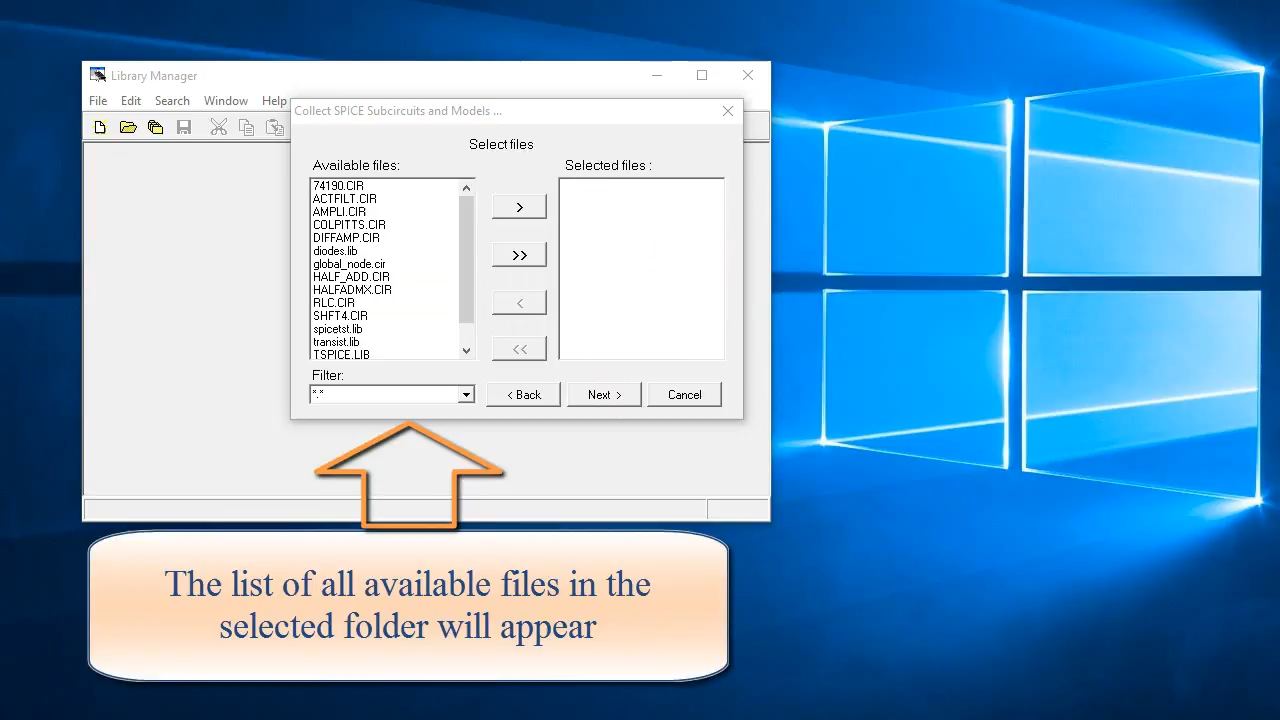 Library Manager
File Edit Search Window Help
Collect SPICE Subcircuits and Models ...
Select files
Available files:
Selected files :
74190.CIR
ACTFILT.CIR
AMPLI.CIR
COLPITTS.CIR
DIFFAMP.CIR
diodes.lib
global_node.cir
HALF_ADD.CIR
HALFADMX.CIR
RLC.CIR
SHFT4.CIR
spicetst.lib
transist.lib
TSPICE.LIB
>
>>
<
<<
Filter:
*.*
< Back
Next >
Cancel
The list of all available files in the
selected folder will appear